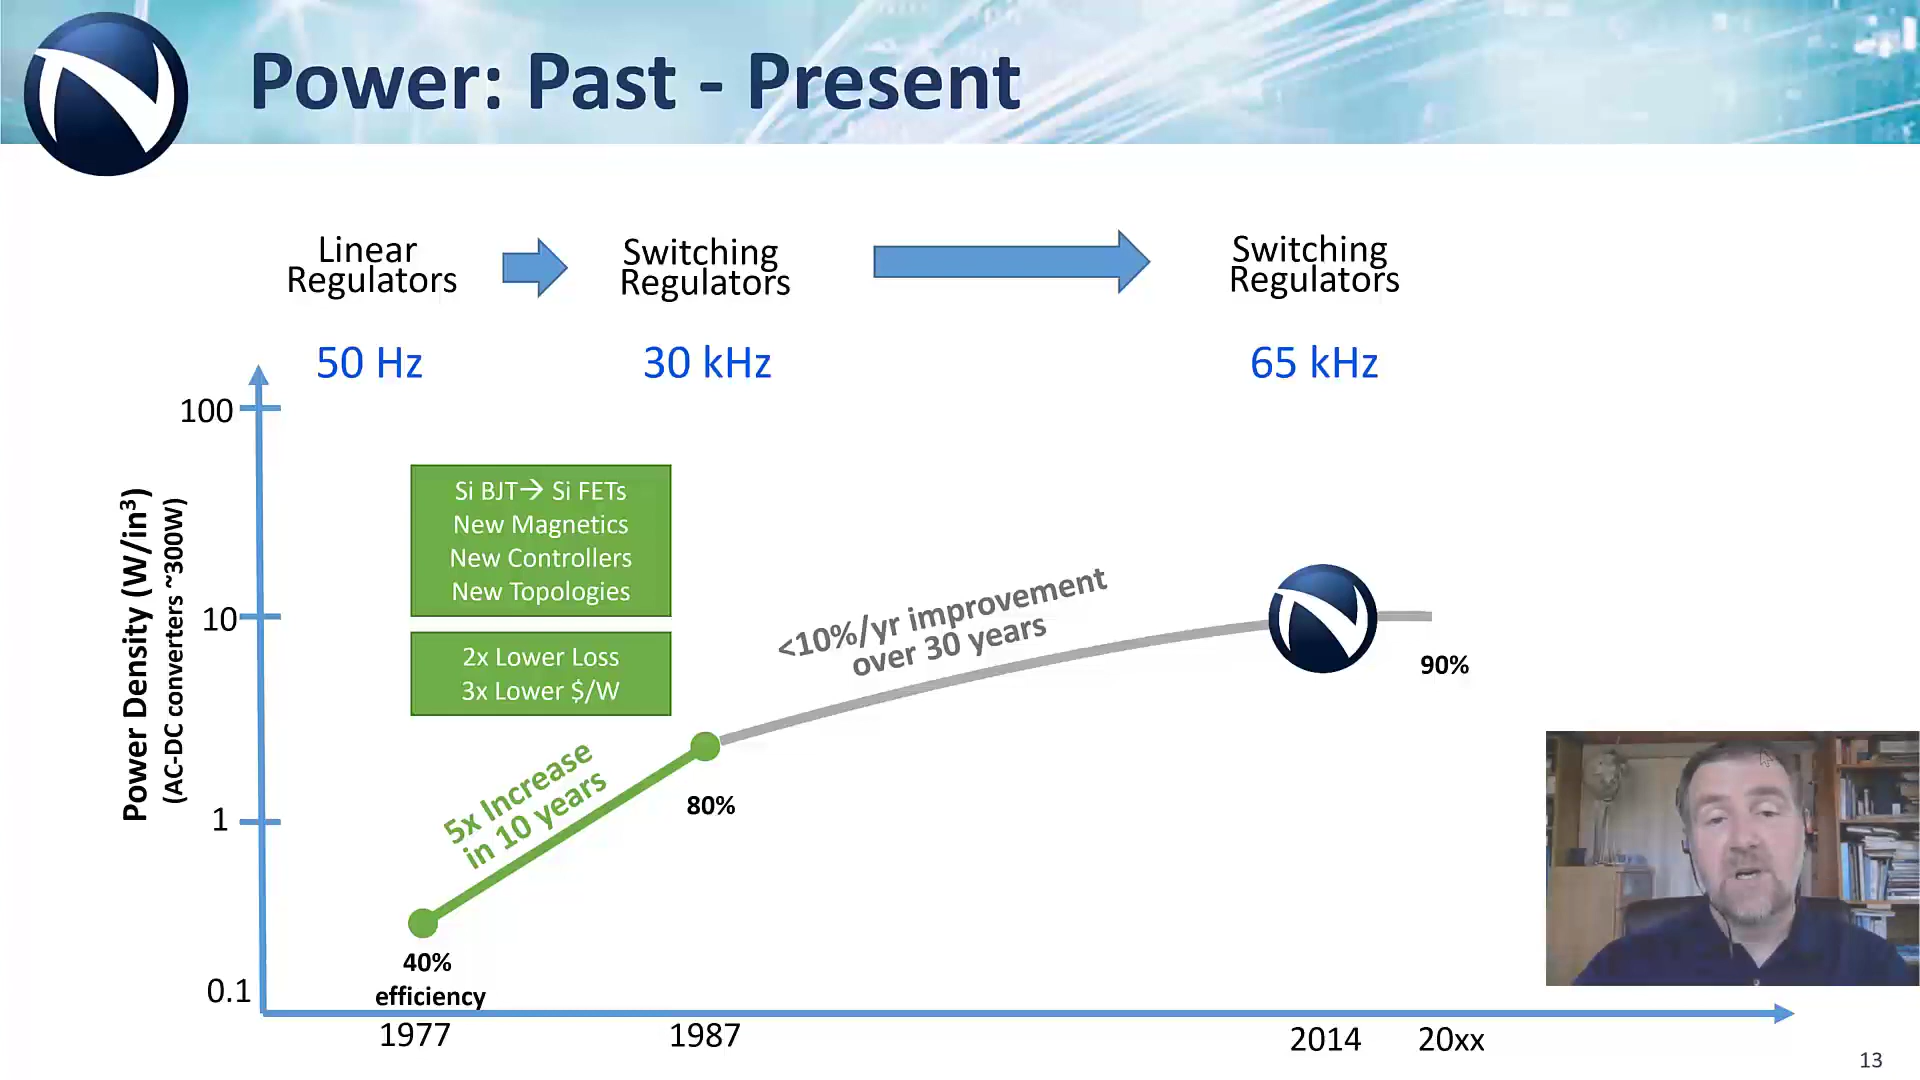 Power: Past - Present
Linear
Regulators
Switching
Regulators
Switching
Regulators
50 Hz
30 kHz
65 kHz
100
10
1
0.1
Power Density (W/in³)
(AC-DC converters ~300W)
Si BJT→ Si FETs
New Magnetics
New Controllers
New Topologies
2x Lower Loss
3x Lower $/W
5x Increase
in 10 years
<10%/yr improvement
over 30 years
40%
efficiency
80%
90%
1977
1987
2014
20xx
13